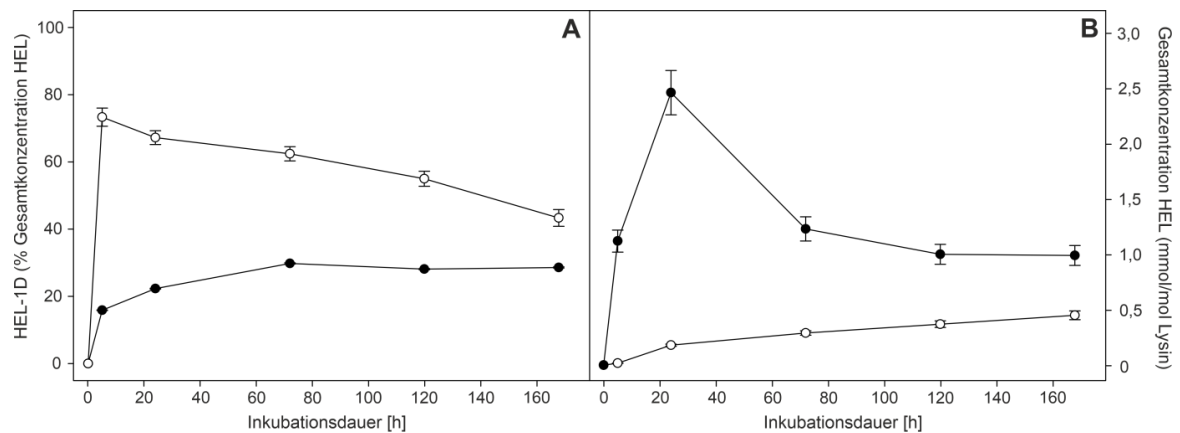 A
B
HEL-1D (% Gesamtkonzentration HEL)
100
80
60
40
20
0
0 20 40 60 80 100 120 140 160
Inkubationsdauer [h]
0 20 40 60 80 100 120 140 160
Inkubationsdauer [h]
3,0
2,5
2,0
1,5
1,0
0,5
0
Gesamtkonzentration HEL (mmol/mol Lysin)